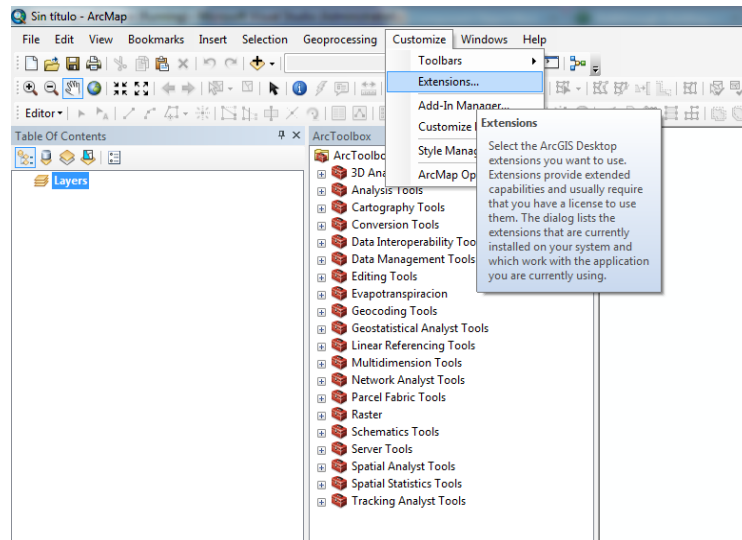 Sin título - ArcMap
File Edit View Bookmarks Insert Selection Geoprocessing Customize Windows Help
Toolbars
Extensions...
Add-In Manager...
Customize
Style Manag
ArcMap Op
Editor
Table Of Contents
Layers
ArcToolbox
ArcToolbo
3D Ana
Analysis Tools
Cartography Tools
Conversion Tools
Data Interoperability Too
Data Management Tools
Editing Tools
Evapotranspiracion
Geocoding Tools
Geostatistical Analyst Tools
Linear Referencing Tools
Multidimension Tools
Network Analyst Tools
Parcel Fabric Tools
Raster
Schematics Tools
Server Tools
Spatial Analyst Tools
Spatial Statistics Tools
Tracking Analyst Tools
Extensions
Select the ArcGIS Desktop
extensions you want to use.
Extensions provide extended
capabilities and usually require
that you have a license to use
them. The dialog lists the
extensions that are currently
installed on your system and
which work with the application
you are currently using.